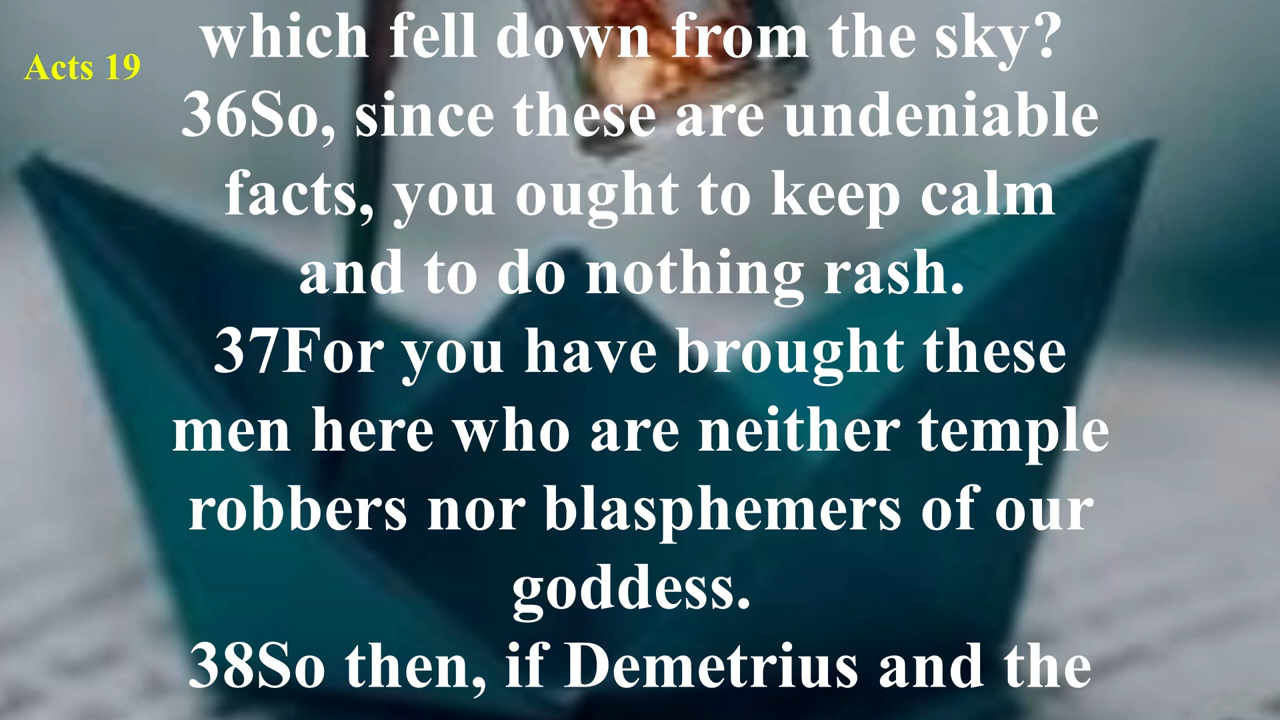 Acts 19
which fell down from the sky?
36So, since these are undeniable
facts, you ought to keep calm
and to do nothing rash.
37For you have brought these
men here who are neither temple
robbers nor blasphemers of our
goddess.
38So then, if Demetrius and the